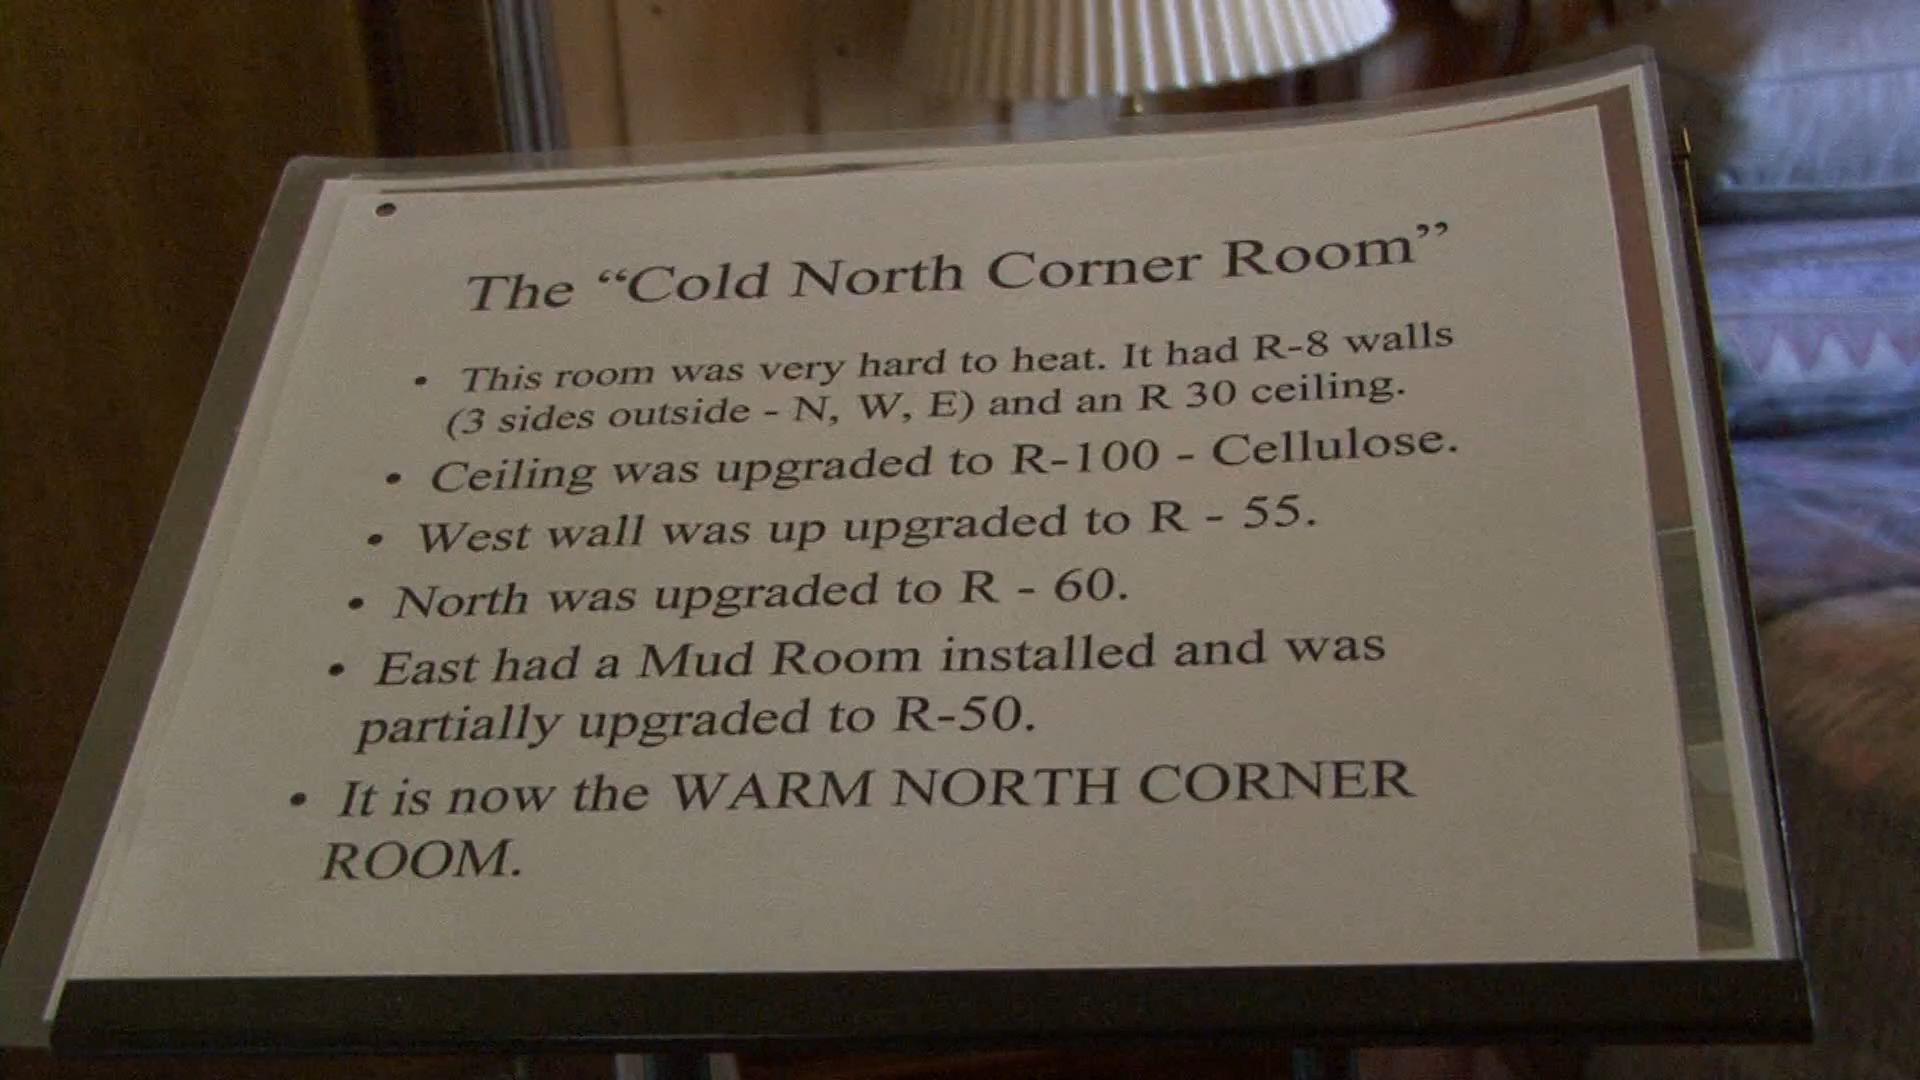 The “Cold North Corner Room”
• This room was very hard to heat. It had R-8 walls
(3 sides outside - N, W, E) and an R 30 ceiling.
• Ceiling was upgraded to R-100 - Cellulose.
• West wall was up upgraded to R - 55.
• North was upgraded to R - 60.
• East had a Mud Room installed and was
partially upgraded to R-50.
• It is now the WARM NORTH CORNER
ROOM.